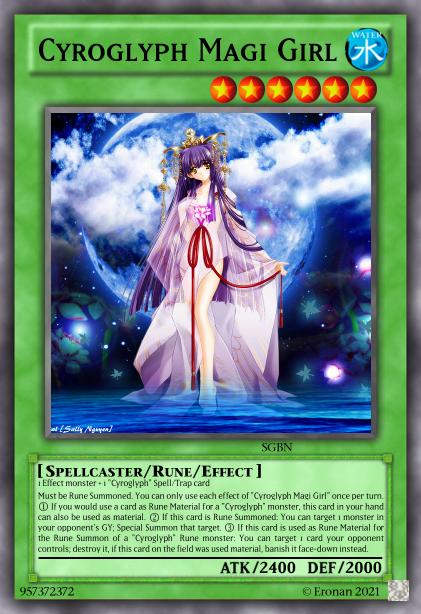 CYROGLYPH MAGI GIRL
WATER
水
at [Sally Nguyen]
SGBN
[ SPELLCASTER/RUNE/EFFECT ]
1 Effect monster + 1 "Cyroglyph" Spell/Trap card
Must be Rune Summoned. You can only use each effect of "Cyroglyph Magi Girl" once per turn.
① If you would use a card as Rune Material for a "Cyroglyph" monster, this card in your hand
can also be used as material. ② If this card is Rune Summoned: You can target 1 monster in
your opponent's GY; Special Summon that target. ③ If this card is used as Rune Material for
the Rune Summon of a "Cyroglyph" Rune monster: You can target 1 card your opponent
controls; destroy it, if this card on the field was used material, banish it face-down instead.
ATK/2400 DEF/2000
957372372
© Eronan 2021